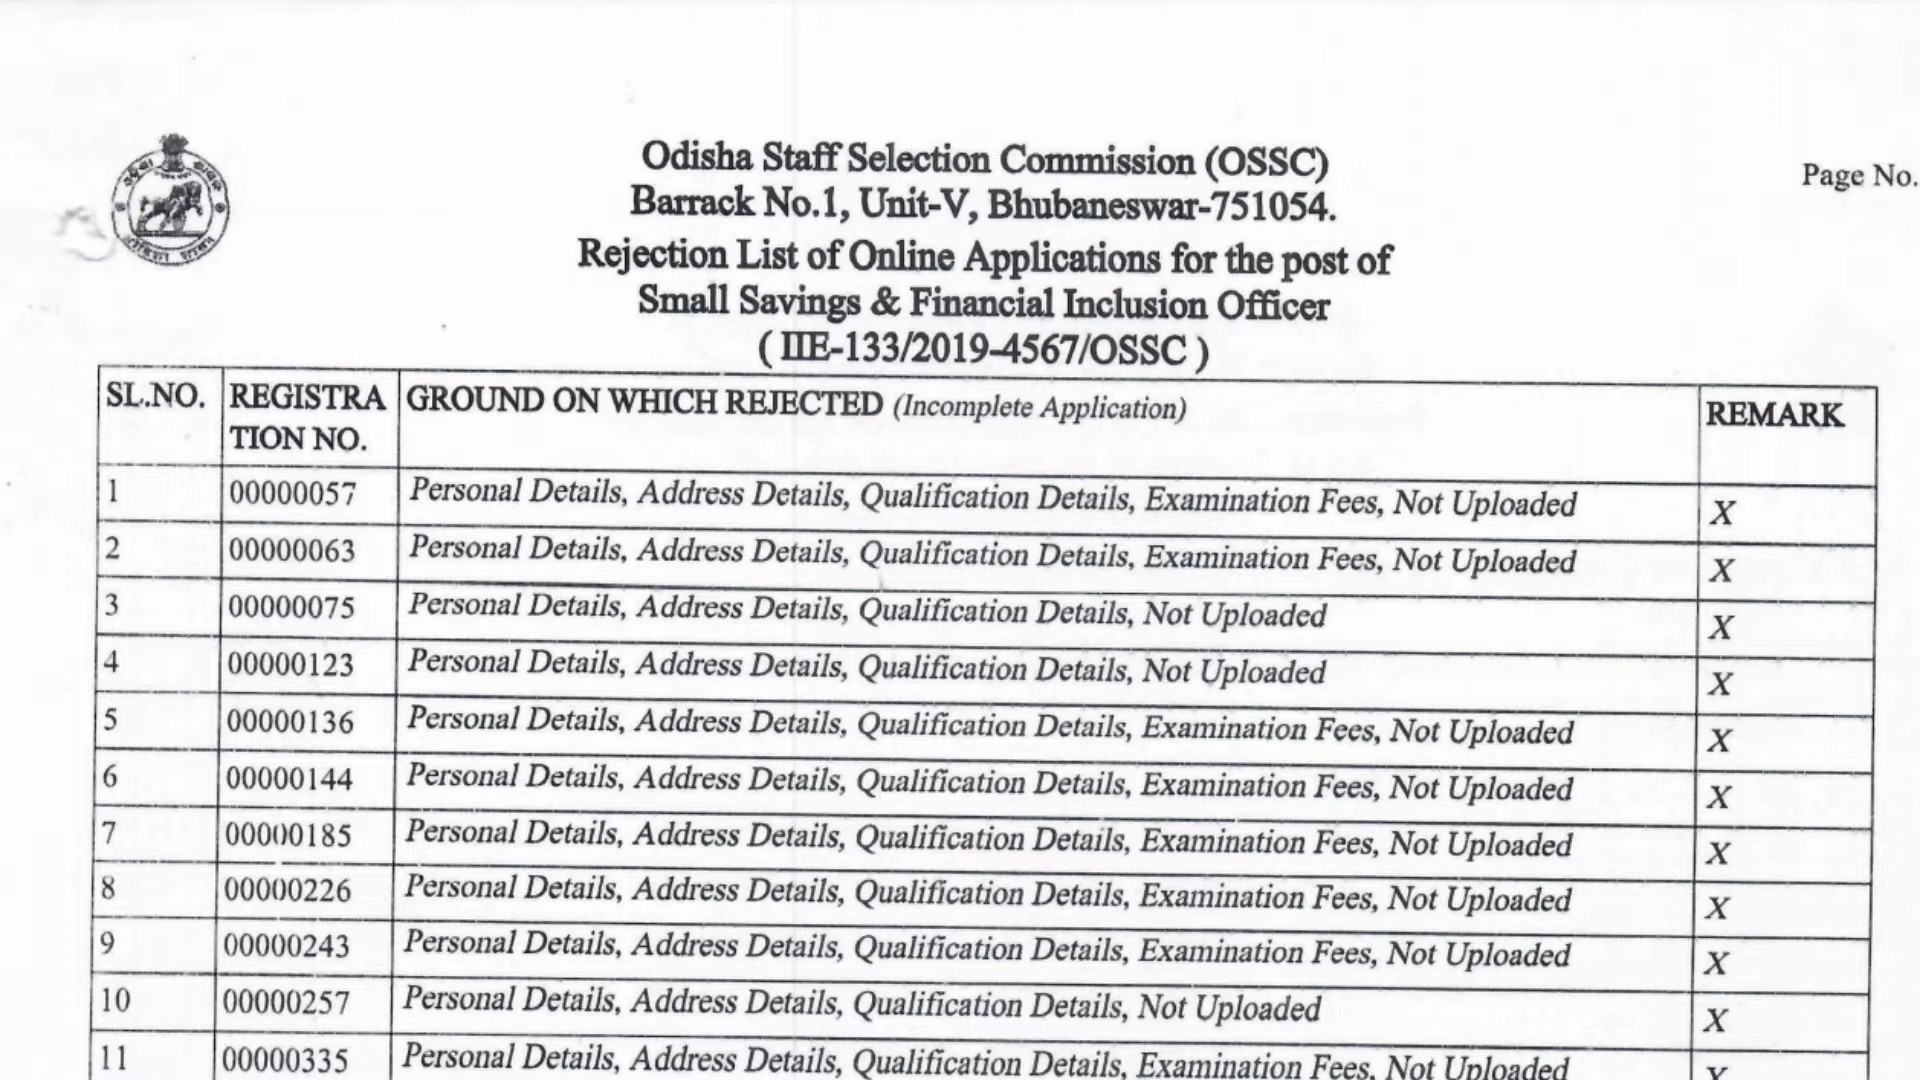 Odisha Staff Selection Commission (OSSC)
Page No.
Barrack No.1, Unit-V, Bhubaneswar-751054.
Rejection List of Online Applications for the post of
Small Savings & Financial Inclusion Officer
( IIE-133/2019-4567/OSSC )
SL.NO. REGISTRA GROUND ON WHICH REJECTED (Incomplete Application) REMARK
TION NO.
1 00000057 Personal Details, Address Details, Qualification Details, Examination Fees, Not Uploaded X
2 00000063 Personal Details, Address Details, Qualification Details, Examination Fees, Not Uploaded X
3 00000075 Personal Details, Address Details, Qualification Details, Not Uploaded X
4 00000123 Personal Details, Address Details, Qualification Details, Not Uploaded X
5 00000136 Personal Details, Address Details, Qualification Details, Examination Fees, Not Uploaded X
6 00000144 Personal Details, Address Details, Qualification Details, Examination Fees, Not Uploaded X
7 00000185 Personal Details, Address Details, Qualification Details, Examination Fees, Not Uploaded X
8 00000226 Personal Details, Address Details, Qualification Details, Examination Fees, Not Uploaded X
9 00000243 Personal Details, Address Details, Qualification Details, Examination Fees, Not Uploaded X
10 00000257 Personal Details, Address Details, Qualification Details, Not Uploaded X
11 00000335 Personal Details, Address Details, Qualification Details, Examination Fees, Not Uploaded X